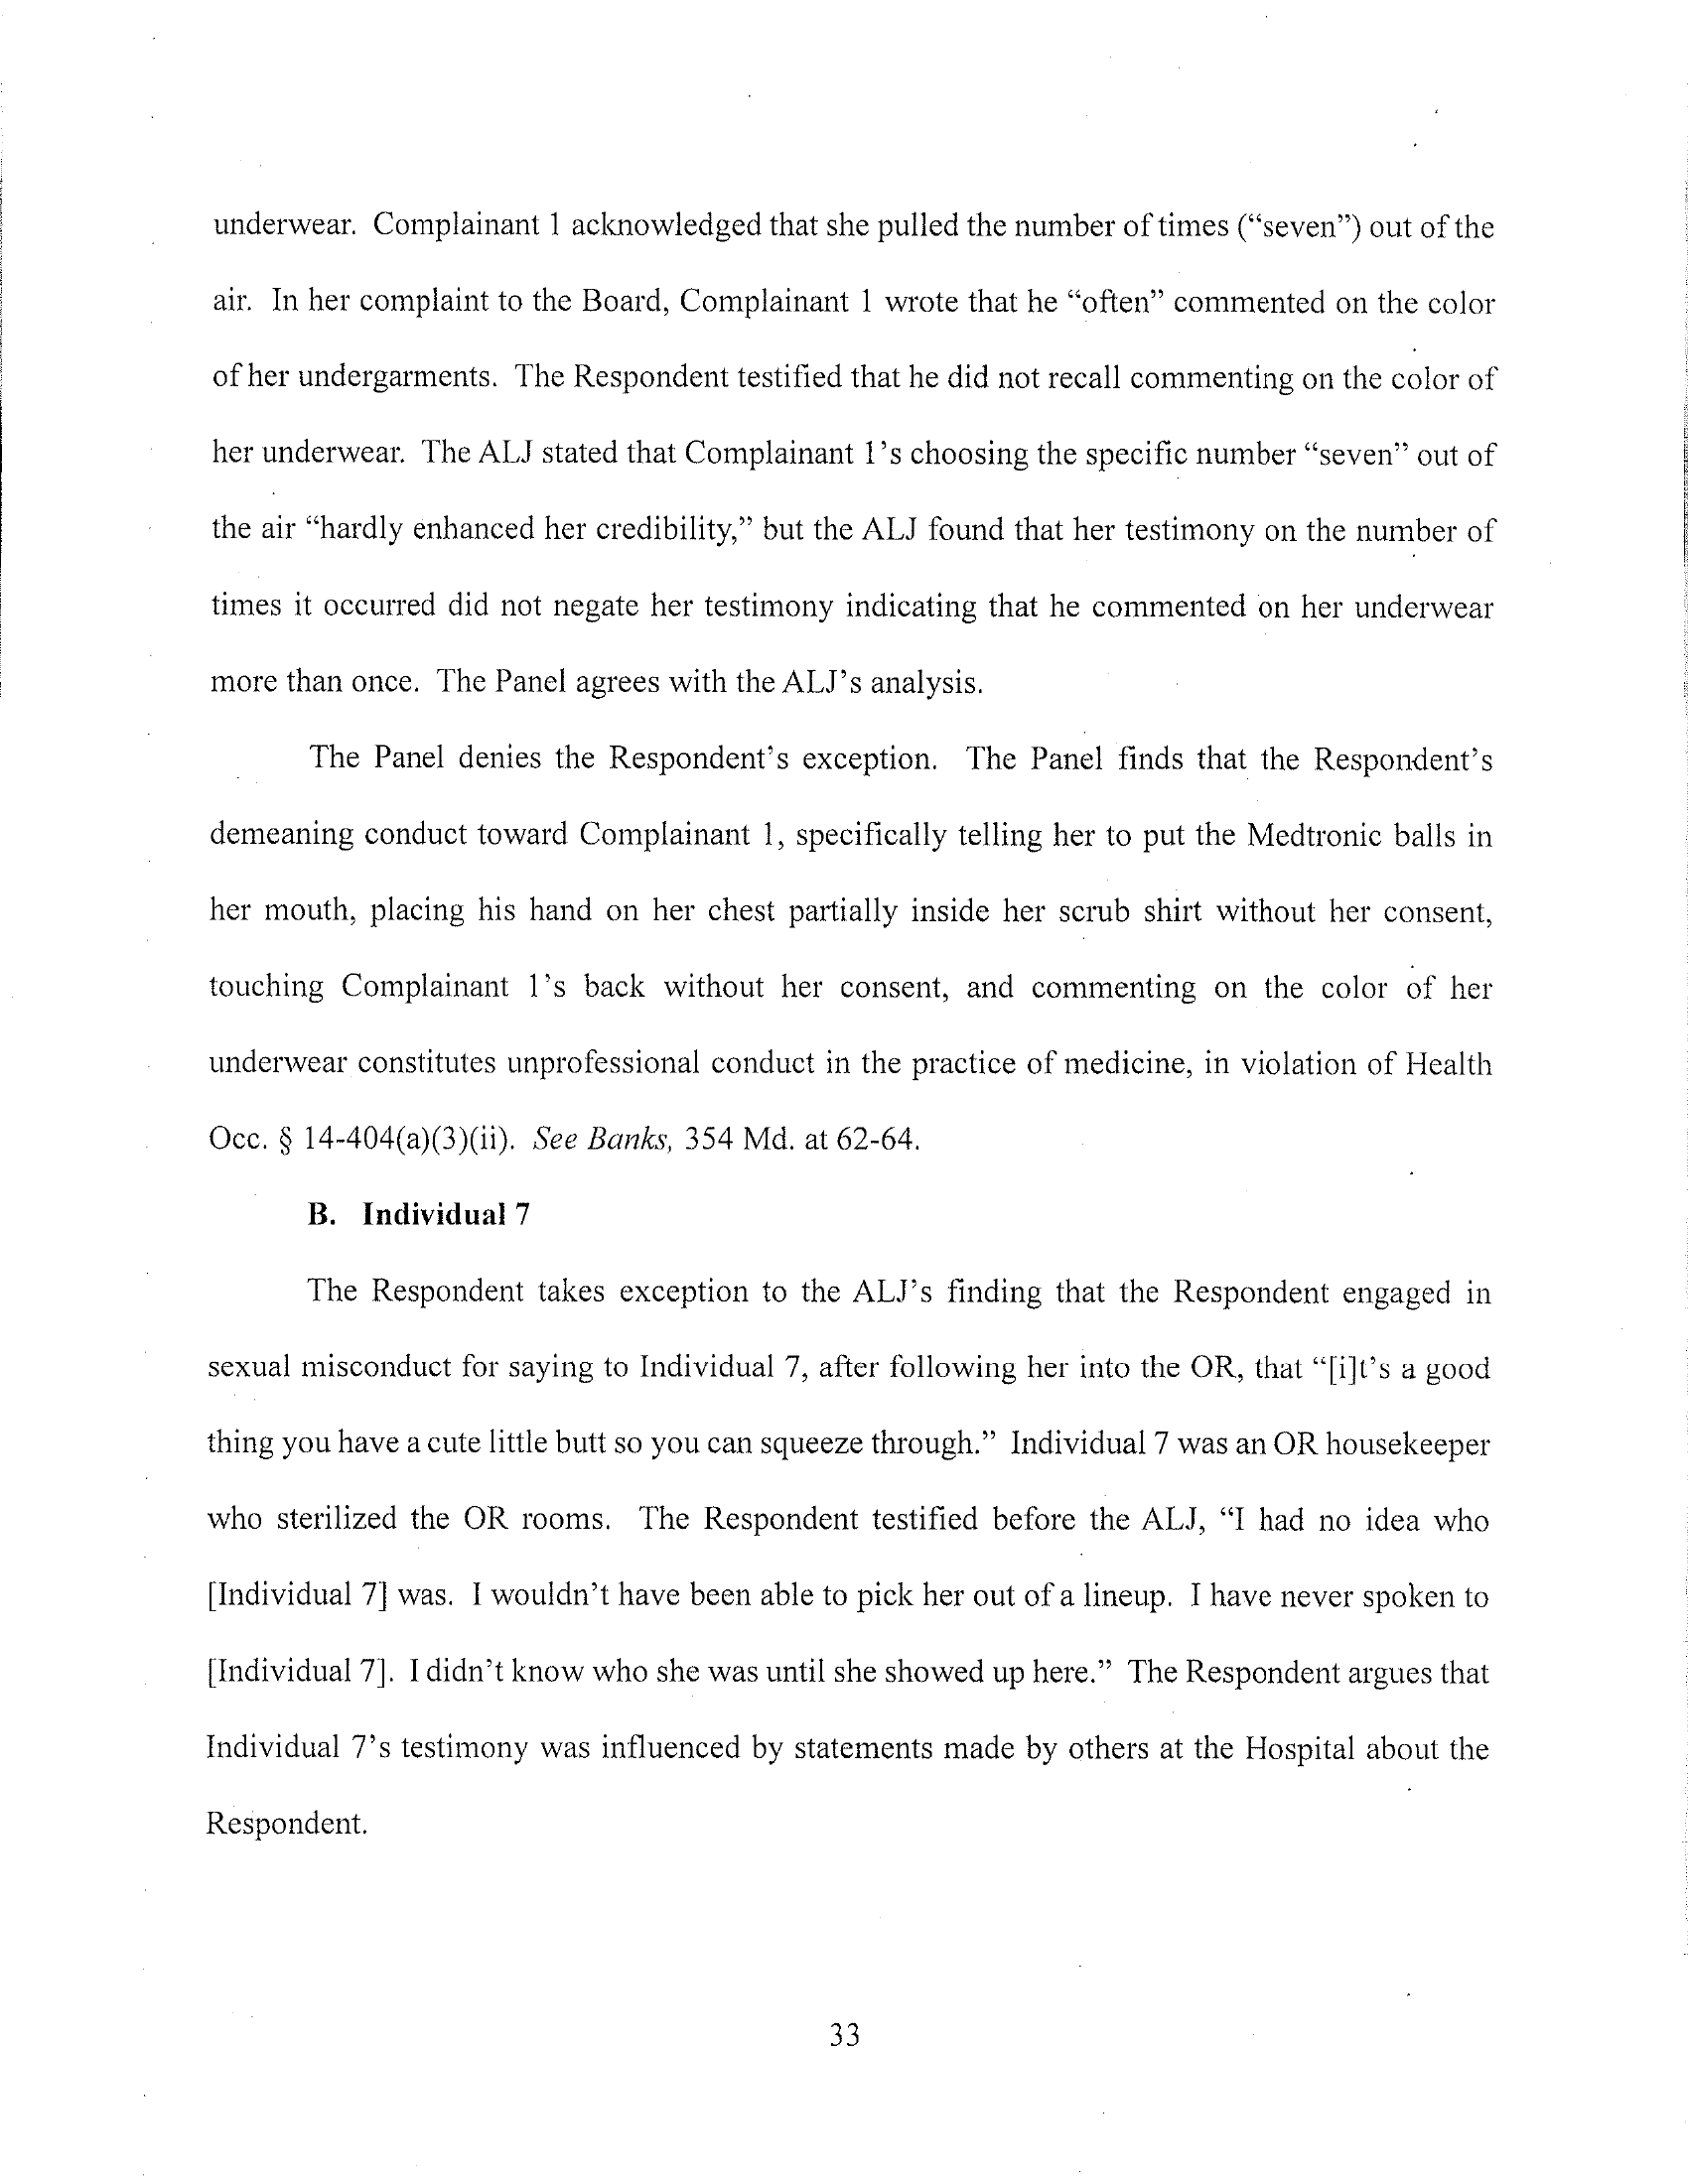 underwear. Complainant 1 acknowledged that she pulled the number of times (“seven”) out of the
air. In her complaint to the Board, Complainant 1 wrote that he “often” commented on the color
of her undergarments. The Respondent testified that he did not recall commenting on the color of
her underwear. The ALJ stated that Complainant 1’s choosing the specific number “seven” out of
the air “hardly enhanced her credibility,” but the ALJ found that her testimony on the number of
times it occurred did not negate her testimony indicating that he commented on her underwear
more than once. The Panel agrees with the ALJ’s analysis.
The Panel denies the Respondent’s exception. The Panel finds that the Respondent’s
demeaning conduct toward Complainant 1, specifically telling her to put the Medtronic balls in
her mouth, placing his hand on her chest partially inside her scrub shirt without her consent,
touching Complainant 1’s back without her consent, and commenting on the color of her
underwear constitutes unprofessional conduct in the practice of medicine, in violation of Health
Occ. § 14-404(a)(3)(ii). See Banks, 354 Md. at 62-64.
B. Individual 7
The Respondent takes exception to the ALJ’s finding that the Respondent engaged in
sexual misconduct for saying to Individual 7, after following her into the OR, that “[i]t’s a good
thing you have a cute little butt so you can squeeze through.” Individual 7 was an OR housekeeper
who sterilized the OR rooms. The Respondent testified before the ALJ, “I had no idea who
[Individual 7] was. I wouldn’t have been able to pick her out of a lineup. I have never spoken to
[Individual 7]. I didn’t know who she was until she showed up here.” The Respondent argues that
Individual 7’s testimony was influenced by statements made by others at the Hospital about the
Respondent.
33